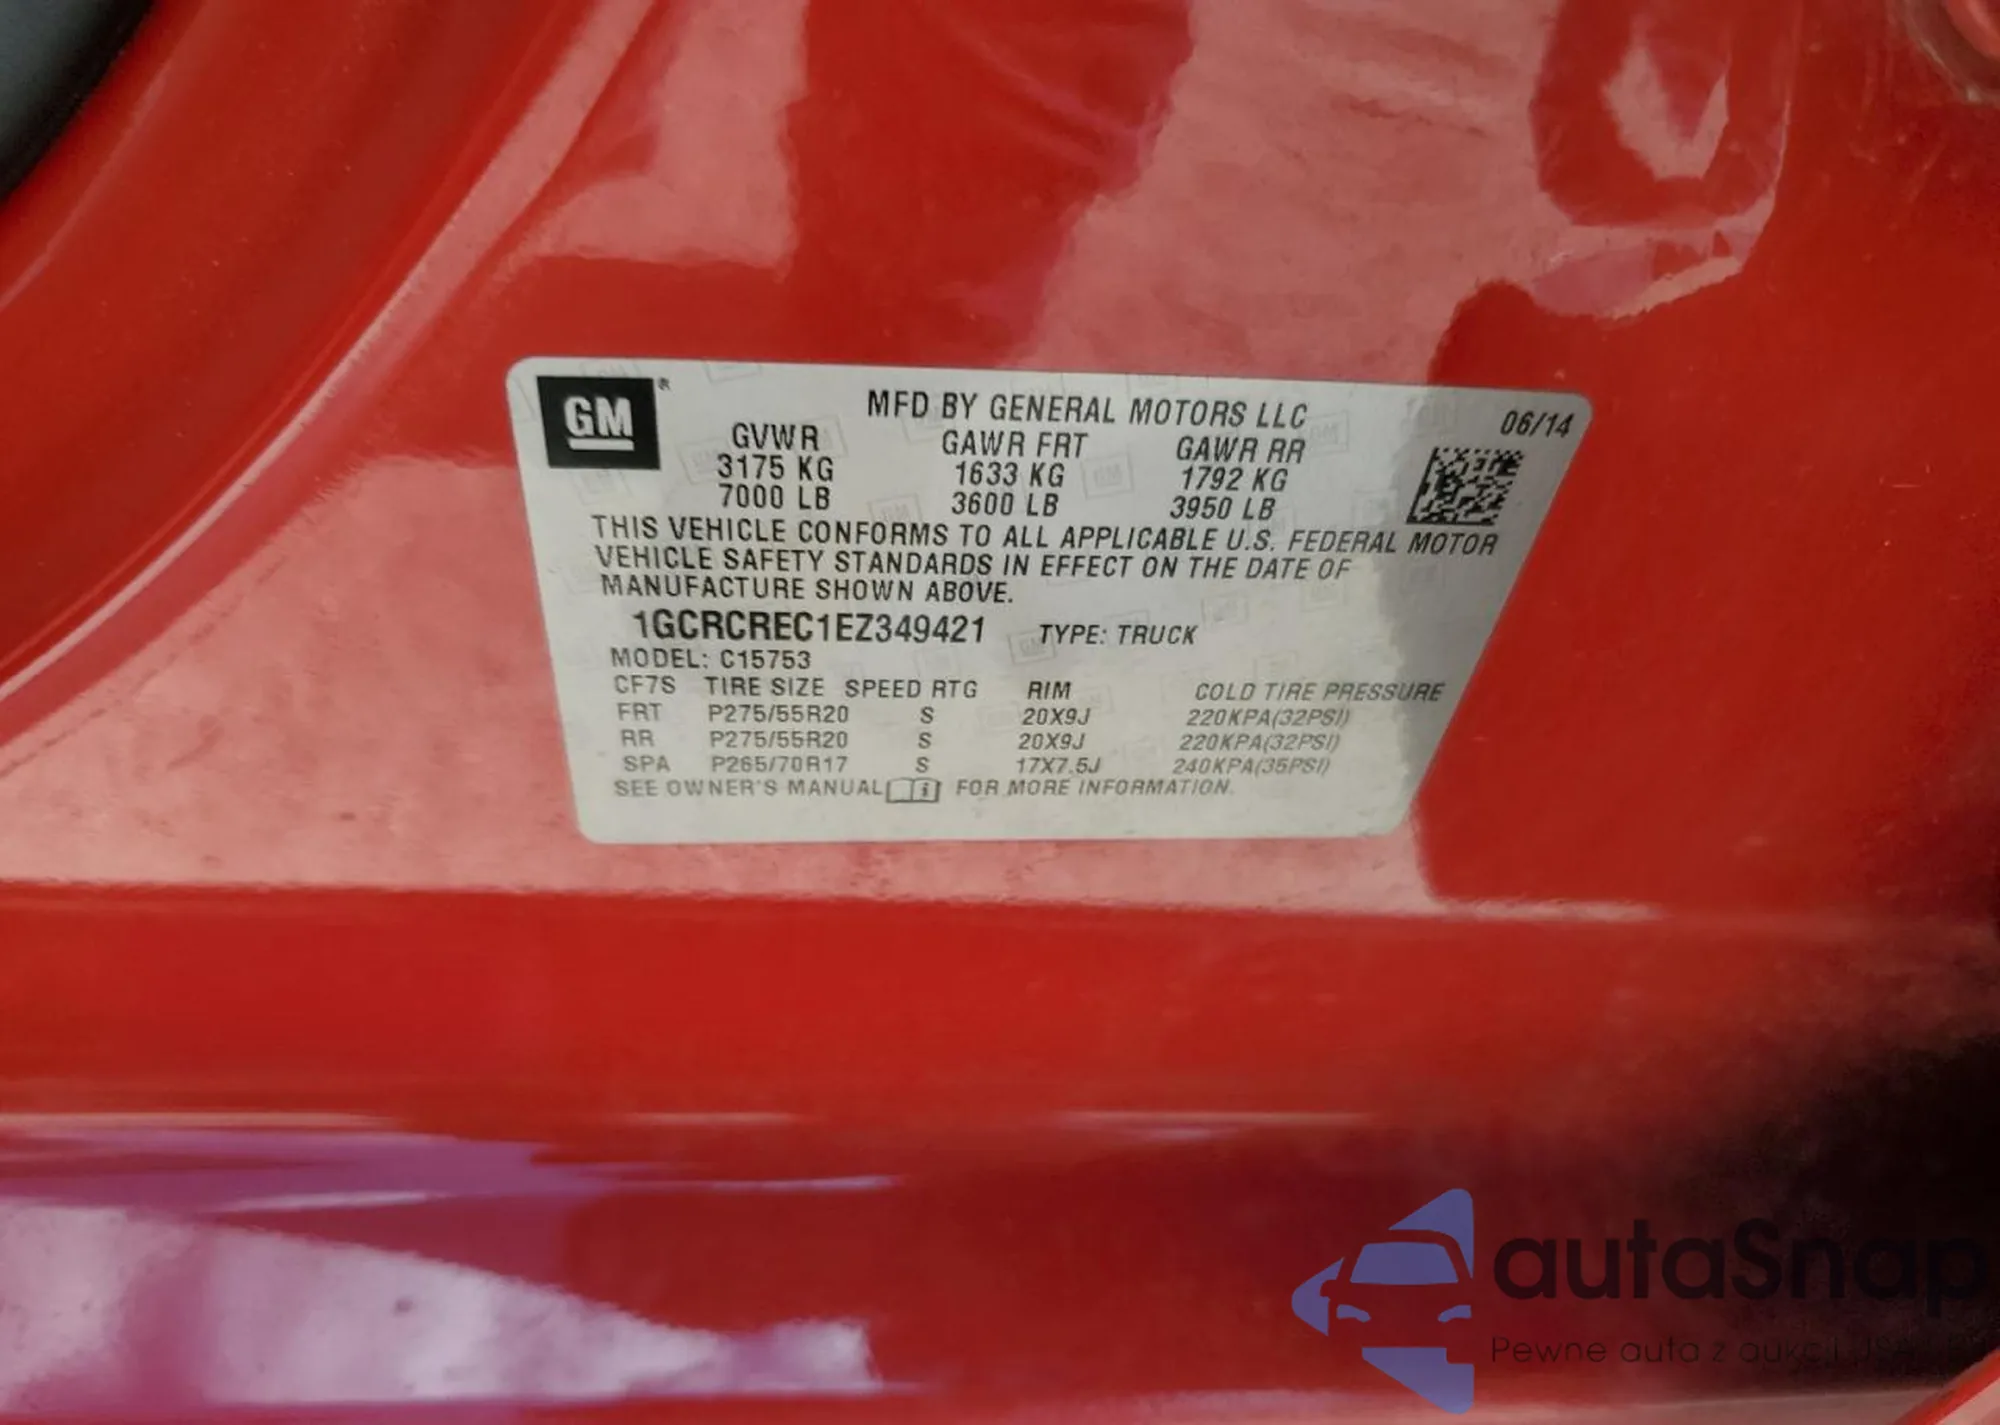 GM ®
MFD BY GENERAL MOTORS LLC 06/14
GVWR GAWR FRT GAWR RR
3175 KG 1633 KG 1792 KG
7000 LB 3600 LB 3950 LB
THIS VEHICLE CONFORMS TO ALL APPLICABLE U.S. FEDERAL MOTOR
VEHICLE SAFETY STANDARDS IN EFFECT ON THE DATE OF
MANUFACTURE SHOWN ABOVE.
1GCRCREC1EZ349421 TYPE: TRUCK
MODEL: C15753
CF7S TIRE SIZE SPEED RTG RIM COLD TIRE PRESSURE
FRT P275/55R20 S 20X9J 220KPA(32PSI)
RR P275/55R20 S 20X9J 220KPA(32PSI)
SPA P265/70R17 S 17X7.5J 240KPA(35PSI)
SEE OWNER'S MANUAL FOR MORE INFORMATION.
autaSnap
Pewne auta z aukcji USA